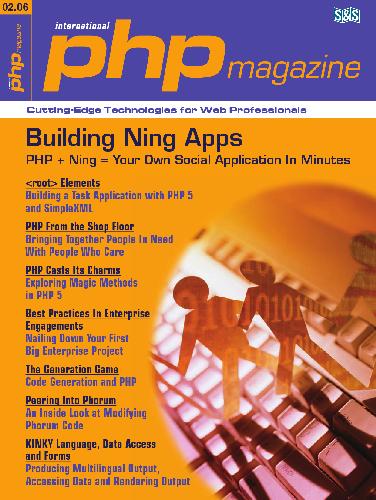 02.06
S&S
php magazine
international
php magazine
Cutting-Edge Technologies for Web Professionals
Building Ning Apps
PHP + Ning = Your Own Social Application In Minutes
<root> Elements
Building a Task Application with PHP 5
and SimpleXML
PHP From the Shop Floor
Bringing Together People In Need
With People Who Care
PHP Casts Its Charms
Exploring Magic Methods
in PHP 5
Best Practices In Enterprise
Engagements
Nailing Down Your First
Big Enterprise Project
The Generation Game
Code Generation and PHP
Peering Into Phorum
An Inside Look at Modifying
Phorum Code
KINKY Language, Data Access
and Forms
Producing Multilingual Output,
Accessing Data and Rendering Output